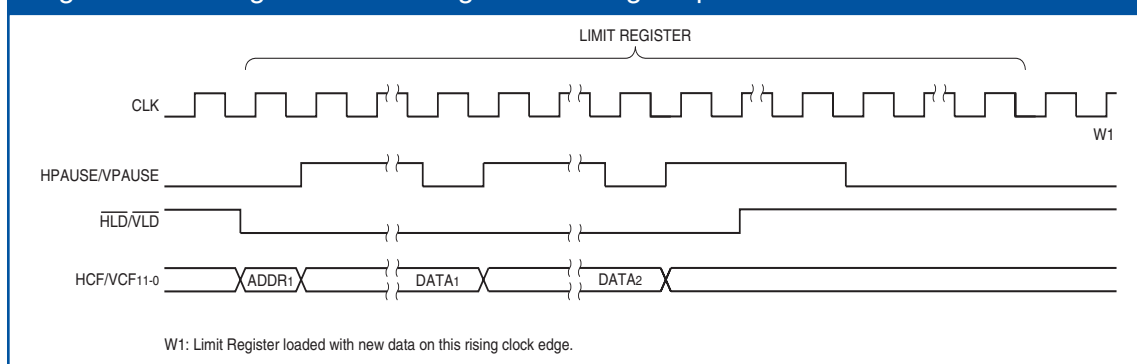 LIMIT REGISTER
CLK
W1
HPAUSE/VPAUSE
HLD/VLD
HCF/VCF11-0
ADDR1
DATA1
DATA2
W1: Limit Register loaded with new data on this rising clock edge.